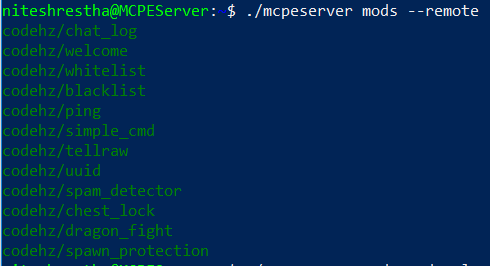 niteshrestha@MCPEServer:~$ ./mcpeserver mods --remote
codehz/chat_log
codehz/welcome
codehz/whitelist
codehz/blacklist
codehz/ping
codehz/simple_cmd
codehz/tellraw
codehz/uuid
codehz/spam_detector
codehz/chest_lock
codehz/dragon_fight
codehz/spawn_protection